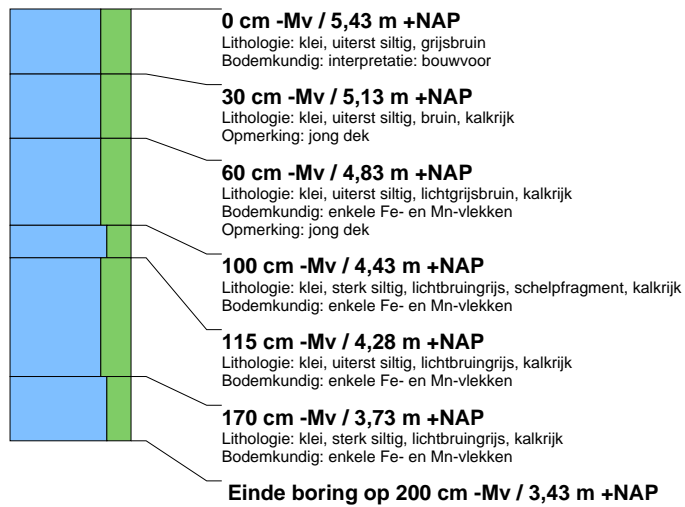 0 cm -Mv / 5,43 m +NAP
Lithologie: klei, uiterst siltig, grijsbruin
Bodemkundig: interpretatie: bouwvoor
30 cm -Mv / 5,13 m +NAP
Lithologie: klei, uiterst siltig, bruin, kalkrijk
Opmerking: jong dek
60 cm -Mv / 4,83 m +NAP
Lithologie: klei, uiterst siltig, lichtgrijsbruin, kalkrijk
Bodemkundig: enkele Fe- en Mn-vlekken
Opmerking: jong dek
100 cm -Mv / 4,43 m +NAP
Lithologie: klei, sterk siltig, lichtbruingrijs, schelpfragment, kalkrijk
Bodemkundig: enkele Fe- en Mn-vlekken
115 cm -Mv / 4,28 m +NAP
Lithologie: klei, uiterst siltig, lichtbruingrijs, kalkrijk
Bodemkundig: enkele Fe- en Mn-vlekken
170 cm -Mv / 3,73 m +NAP
Lithologie: klei, sterk siltig, lichtbruingrijs, kalkrijk
Bodemkundig: enkele Fe- en Mn-vlekken
Einde boring op 200 cm -Mv / 3,43 m +NAP